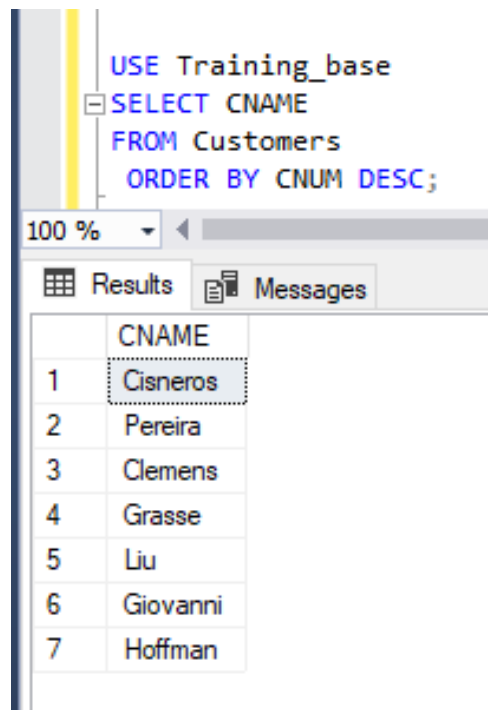 USE Training_base
SELECT CNAME
FROM Customers
ORDER BY CNUM DESC;
100 %
Results Messages
CNAME
1 Cisneros
2 Pereira
3 Clemens
4 Grasse
5 Liu
6 Giovanni
7 Hoffman